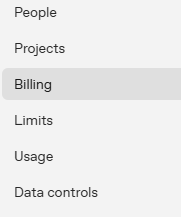 People
Projects
Billing
Limits
Usage
Data controls